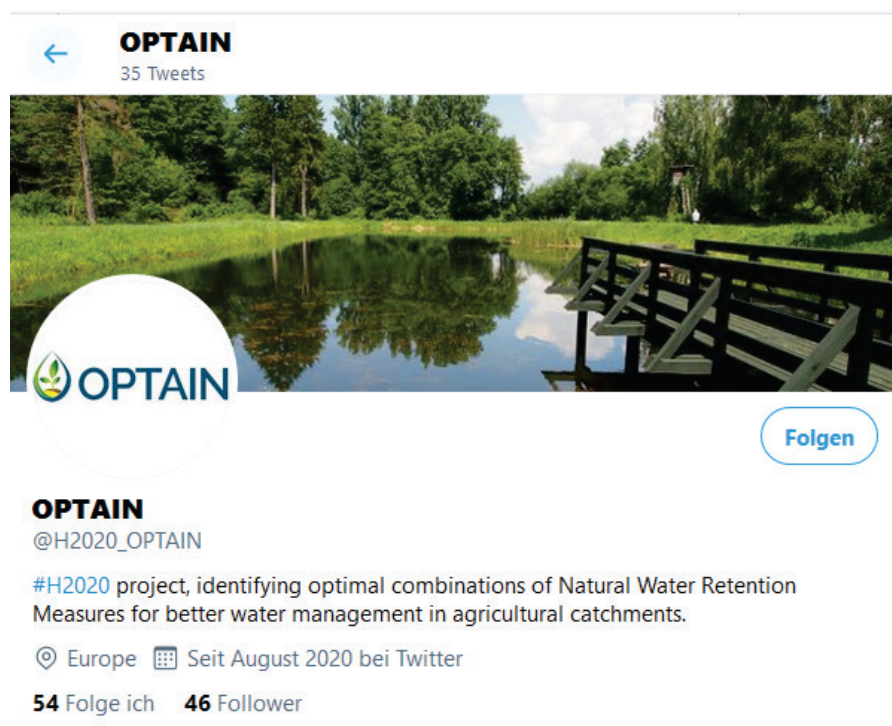 OPTAIN
35 Tweets
OPTAIN
Folgen
OPTAIN
@H2020_OPTAIN
#H2020 project, identifying optimal combinations of Natural Water Retention
Measures for better water management in agricultural catchments.
Europe Seit August 2020 bei Twitter
54 Folge ich 46 Follower